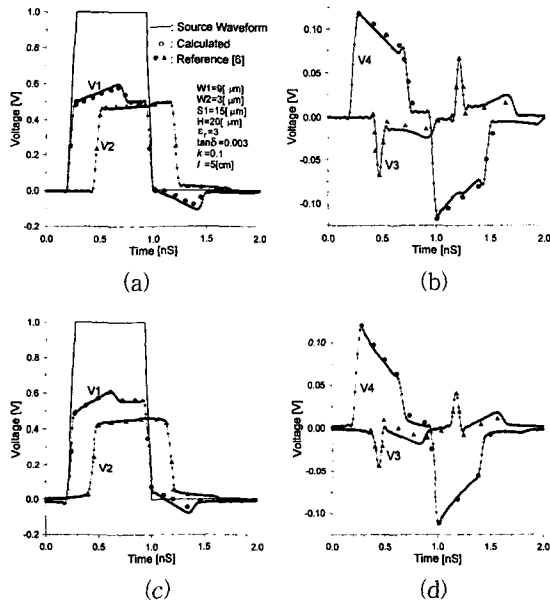 (a)
1.0
0.8
0.6
0.4
0.2
0.0
-0.2
Voltage [V]
V1
V2
— : Source Waveform
○ : Calculated
: Reference [6]
W1=9[ μm]
W2=3[ μm]
S1=15[ μm]
H=20[ μm]
εr=3
tanδ=0.003
k=0.1
l =5[cm]
0.0 0.5 1.0 1.5 2.0
Time [nS]
(a)
(b)
0.10
0.05
0.00
-0.05
-0.10
Voltage [V]
V4
V3
0.0 0.5 1.0 1.5 2.0
Time [nS]
(b)
(c)
1.0
0.8
0.6
0.4
0.2
0.0
-0.2
Voltage [V]
V1
V2
0.0 0.5 1.0 1.5 2.0
Time [nS]
(c)
(d)
0.10
0.05
0.00
-0.05
-0.10
Voltage [V]
V4
V3
0.0 0.5 1.0 1.5 2.0
Time [nS]
(d)